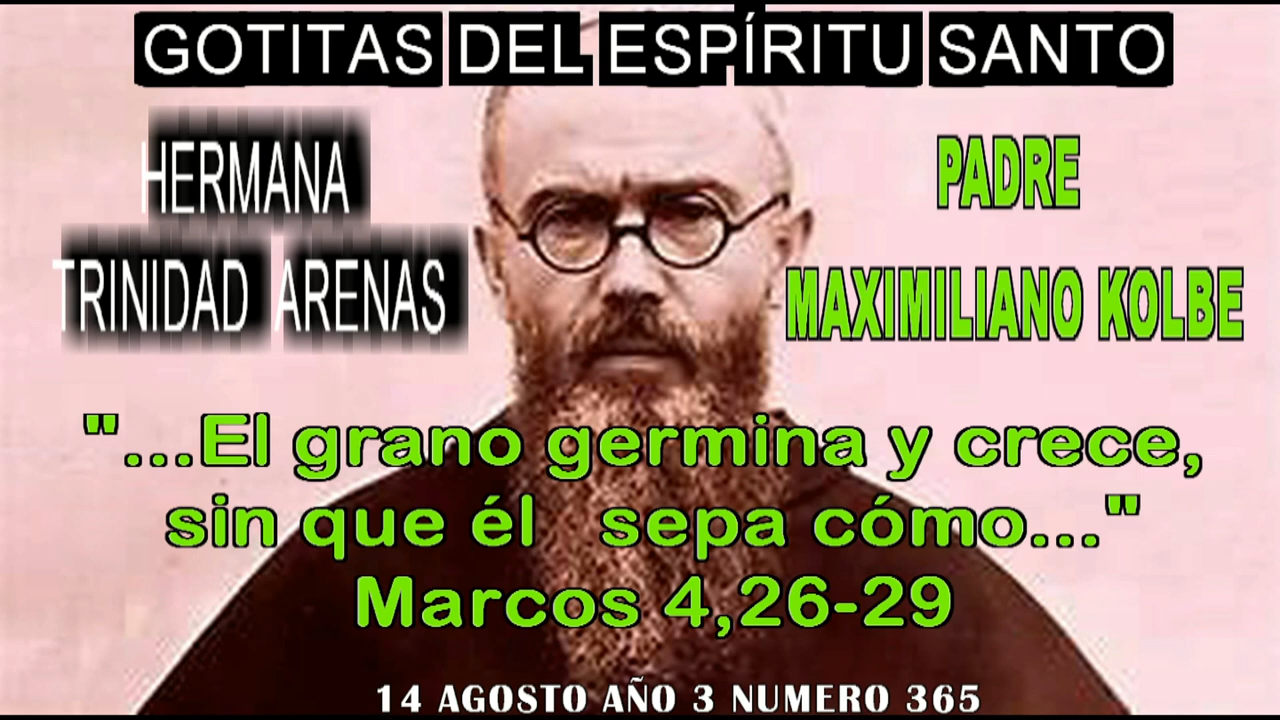 GOTITAS DEL ESPÍRITU SANTO
HERMANA
TRINIDAD ARENAS
PADRE
MAXIMILIANO KOLBE
"...El grano germina y crece,
sin que él sepa cómo..."
Marcos 4,26-29
14 AGOSTO AÑO 3 NUMERO 365